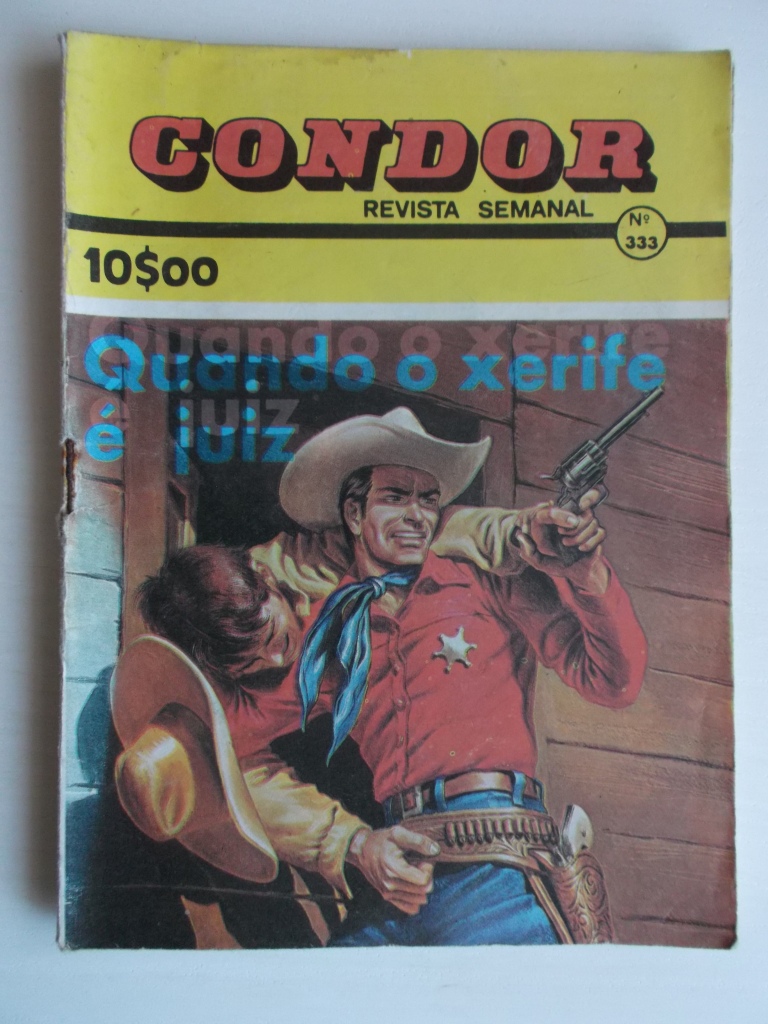 CONDOR
REVISTA SEMANAL
Nº
333
10$00
Quando o xerife
é juiz